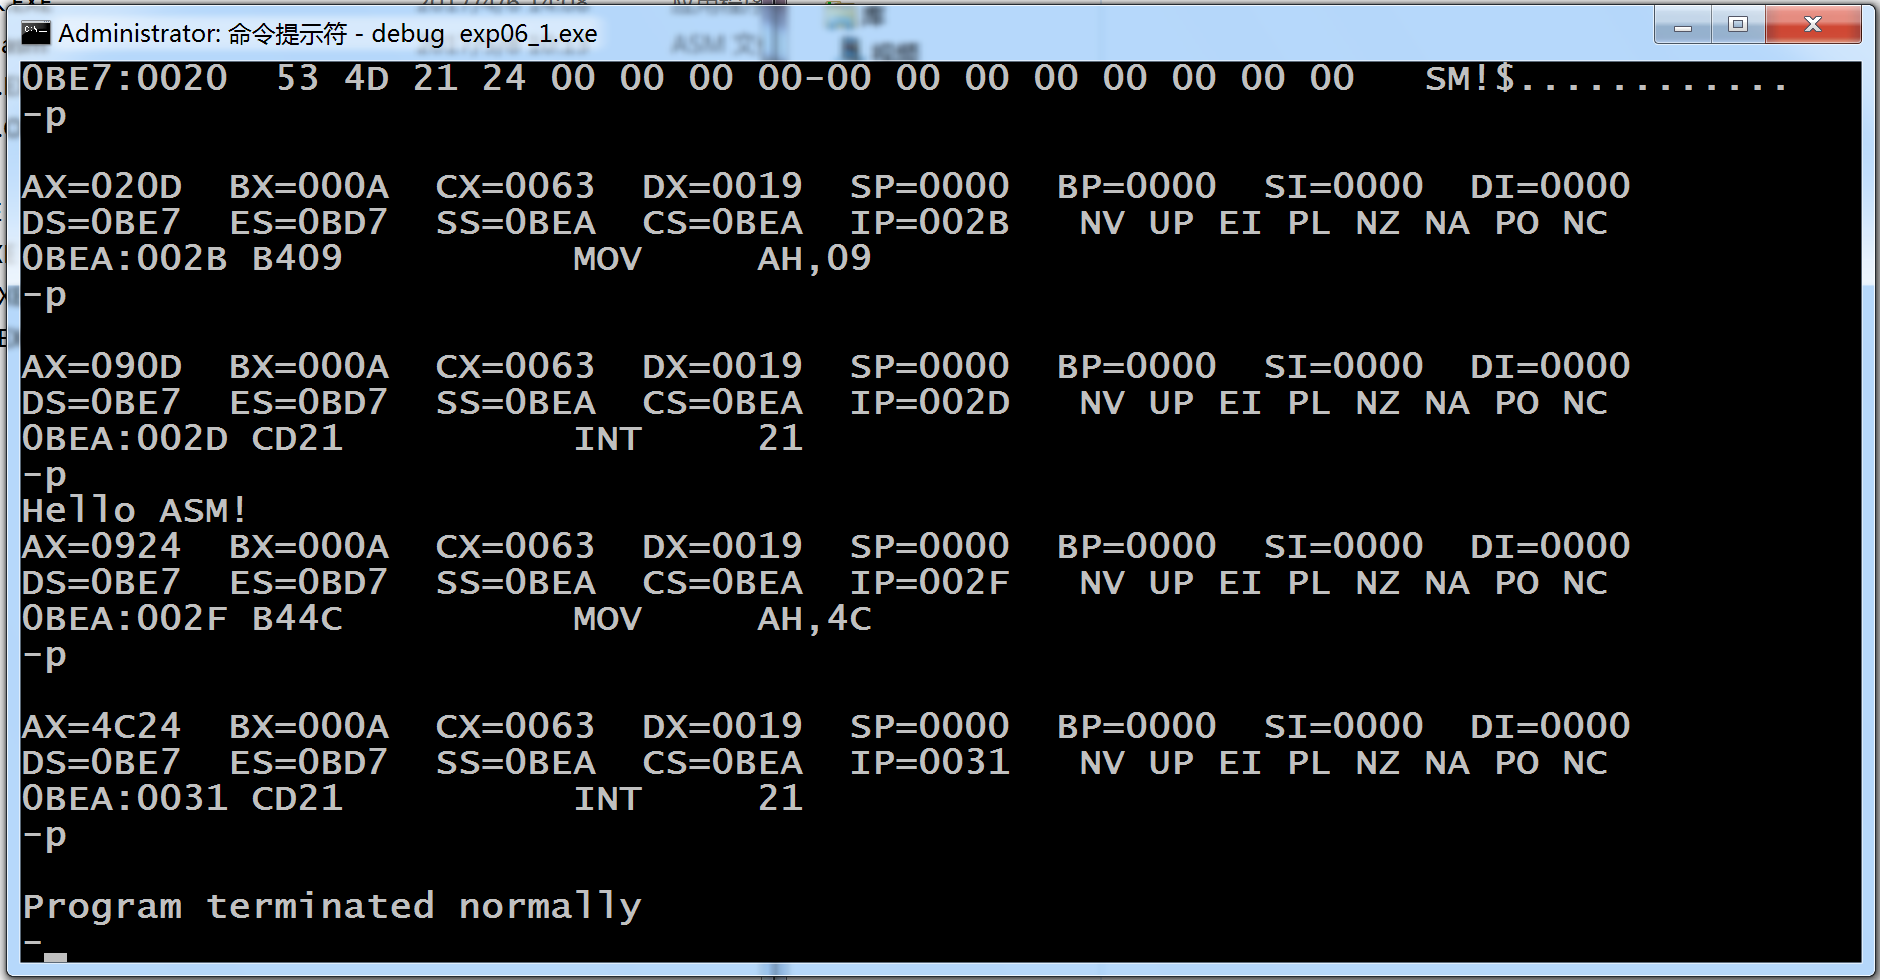 Administrator: 命令提示符 - debug  exp06_1.exe
0BE7:0020  53 4D 21 24 00 00 00 00-00 00 00 00 00 00 00 00   SM!$............
-p
AX=020D  BX=000A  CX=0063  DX=0019  SP=0000  BP=0000  SI=0000  DI=0000
DS=0BE7  ES=0BD7  SS=0BEA  CS=0BEA  IP=002B   NV UP EI PL NZ NA PO NC
0BEA:002B B409          MOV     AH,09
-p
AX=090D  BX=000A  CX=0063  DX=0019  SP=0000  BP=0000  SI=0000  DI=0000
DS=0BE7  ES=0BD7  SS=0BEA  CS=0BEA  IP=002D   NV UP EI PL NZ NA PO NC
0BEA:002D CD21          INT     21
-p
Hello ASM!
AX=0924  BX=000A  CX=0063  DX=0019  SP=0000  BP=0000  SI=0000  DI=0000
DS=0BE7  ES=0BD7  SS=0BEA  CS=0BEA  IP=002F   NV UP EI PL NZ NA PO NC
0BEA:002F B44C          MOV     AH,4C
-p
AX=4C24  BX=000A  CX=0063  DX=0019  SP=0000  BP=0000  SI=0000  DI=0000
DS=0BE7  ES=0BD7  SS=0BEA  CS=0BEA  IP=0031   NV UP EI PL NZ NA PO NC
0BEA:0031 CD21          INT     21
-p
Program terminated normally
-